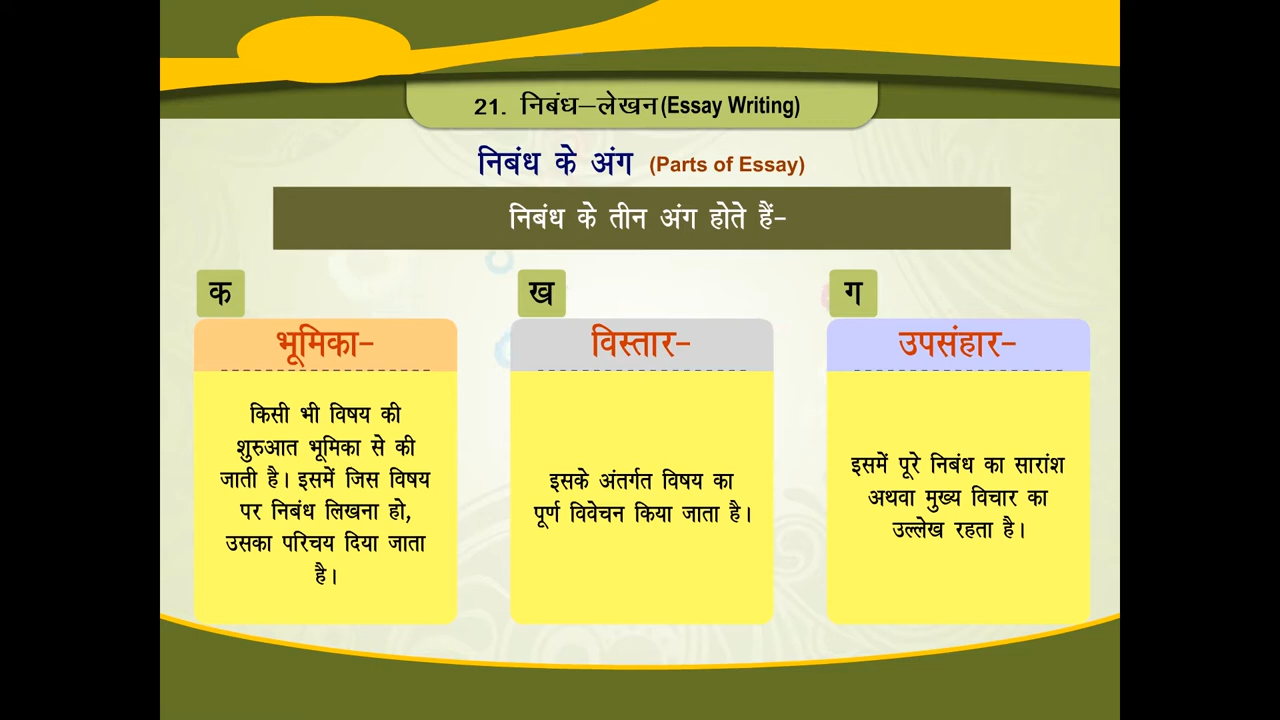 21. निबंध–लेखन(Essay Writing)
निबंध के अंग (Parts of Essay)
निबंध के तीन अंग होते हैं-
क
भूमिका-
किसी भी विषय की
शुरुआत भूमिका से की
जाती है। इसमें जिस विषय
पर निबंध लिखना हो,
उसका परिचय दिया जाता
है।
ख
विस्तार-
इसके अंतर्गत विषय का
पूर्ण विवेचन किया जाता है।
ग
उपसंहार-
इसमें पूरे निबंध का सारांश
अथवा मुख्य विचार का
उल्लेख रहता है।